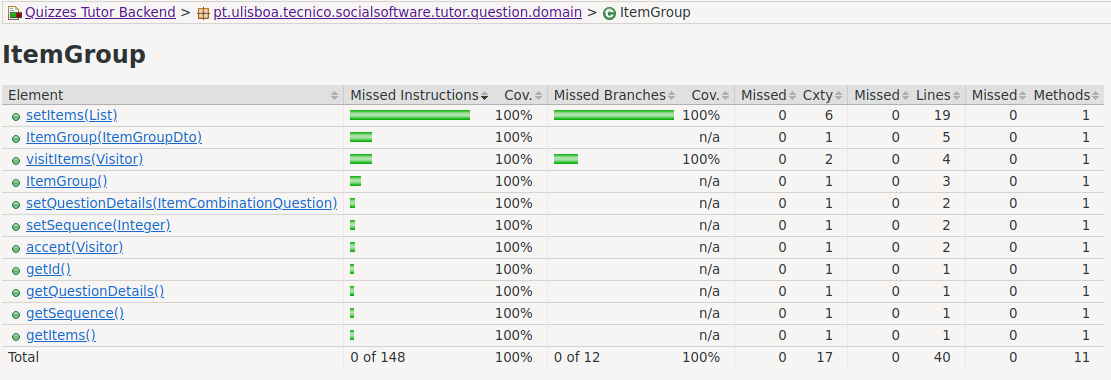 Quizzes Tutor Backend > pt.ulisboa.tecnico.socialsoftware.tutor.question.domain > ItemGroup
ItemGroup
Element Missed Instructions Cov. Missed Branches Cov. Missed Cxty Missed Lines Missed Methods
setItems(List) 100% 100% 0 6 0 19 0 1
ItemGroup(ItemGroupDto) 100% n/a 0 1 0 5 0 1
visitItems(Visitor) 100% 100% 0 2 0 4 0 1
ItemGroup() 100% n/a 0 1 0 3 0 1
setQuestionDetails(ItemCombinationQuestion) 100% n/a 0 1 0 2 0 1
setSequence(Integer) 100% n/a 0 1 0 2 0 1
accept(Visitor) 100% n/a 0 1 0 2 0 1
getId() 100% n/a 0 1 0 1 0 1
getQuestionDetails() 100% n/a 0 1 0 1 0 1
getSequence() 100% n/a 0 1 0 1 0 1
getItems() 100% n/a 0 1 0 1 0 1
Total 0 of 148 100% 0 of 12 100% 0 17 0 40 0 11